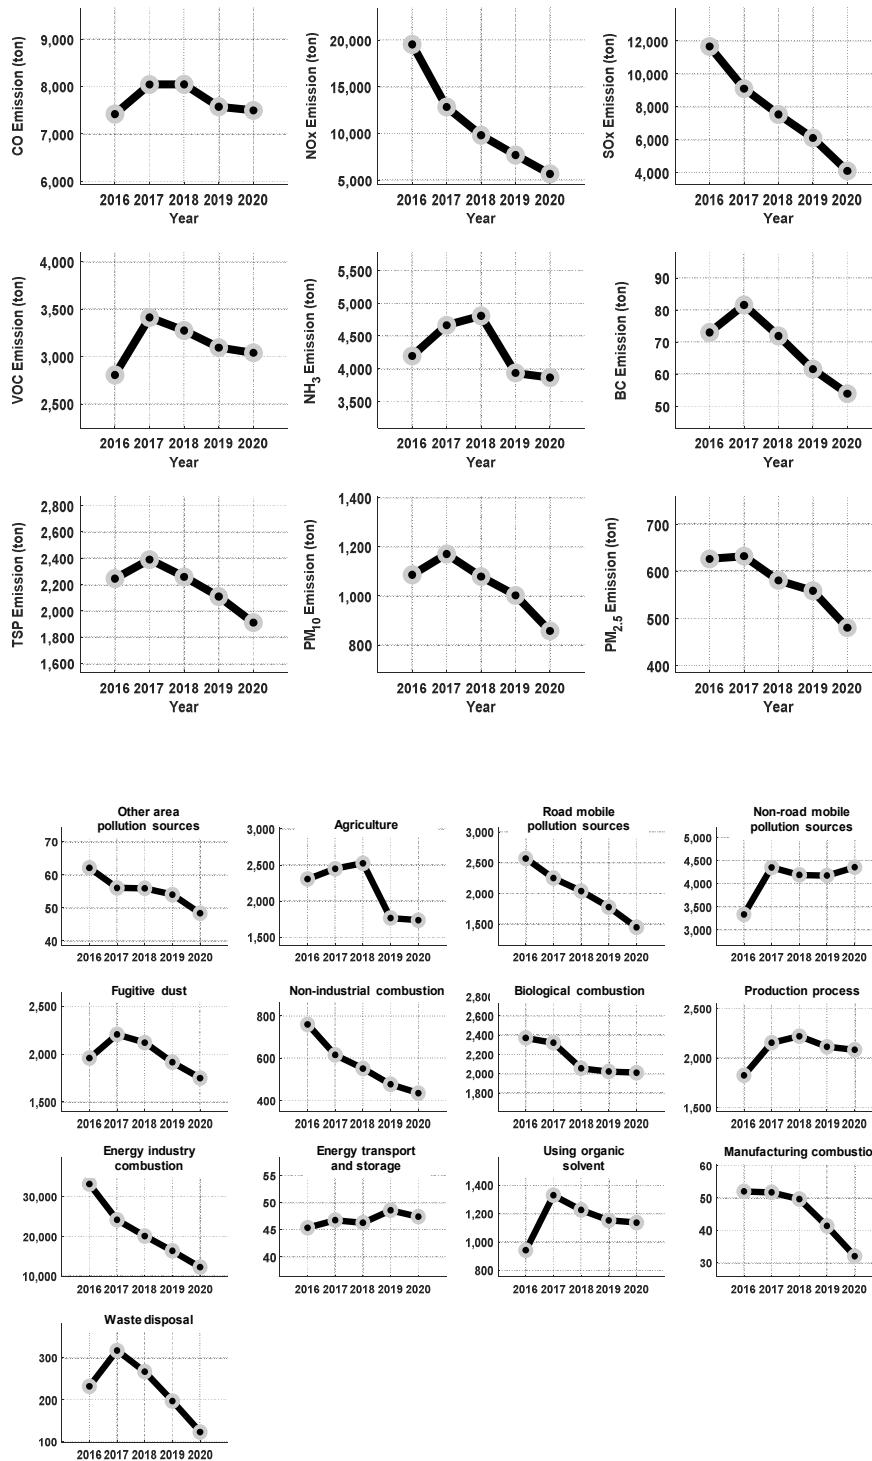 CO Emission (ton)
9,000
8,000
7,000
6,000
2016 2017 2018 2019 2020
Year
NOx Emission (ton)
20,000
15,000
10,000
5,000
2016 2017 2018 2019 2020
Year
SOx Emission (ton)
12,000
10,000
8,000
6,000
4,000
2016 2017 2018 2019 2020
Year
VOC Emission (ton)
4,000
3,500
3,000
2,500
2016 2017 2018 2019 2020
Year
NH3 Emission (ton)
5,500
5,000
4,500
4,000
3,500
2016 2017 2018 2019 2020
Year
BC Emission (ton)
90
80
70
60
50
2016 2017 2018 2019 2020
Year
TSP Emission (ton)
2,800
2,600
2,400
2,200
2,000
1,800
1,600
2016 2017 2018 2019 2020
Year
PM10 Emission (ton)
1,400
1,200
1,000
800
2016 2017 2018 2019 2020
Year
PM2.5 Emission (ton)
700
600
500
400
2016 2017 2018 2019 2020
Year
Other area
pollution sources
70
60
50
40
2016 2017 2018 2019 2020
Agriculture
3,000
2,500
2,000
1,500
2016 2017 2018 2019 2020
Road mobile
pollution sources
3,000
2,500
2,000
1,500
2016 2017 2018 2019 2020
Non-road mobile
pollution sources
5,000
4,500
4,000
3,500
3,000
2016 2017 2018 2019 2020
Fugitive dust
2,500
2,000
1,500
2016 2017 2018 2019 2020
Non-industrial combustion
800
600
400
2016 2017 2018 2019 2020
Biological combustion
2,800
2,600
2,400
2,200
2,000
1,800
2016 2017 2018 2019 2020
Production process
2,500
2,000
1,500
2016 2017 2018 2019 2020
Energy industry
combustion
30,000
20,000
10,000
2016 2017 2018 2019 2020
Energy transport
and storage
55
50
45
40
2016 2017 2018 2019 2020
Using organic
solvent
1,400
1,200
1,000
800
2016 2017 2018 2019 2020
Manufacturing combustio
60
50
40
30
2016 2017 2018 2019 2020
Waste disposal
300
200
100
2016 2017 2018 2019 2020